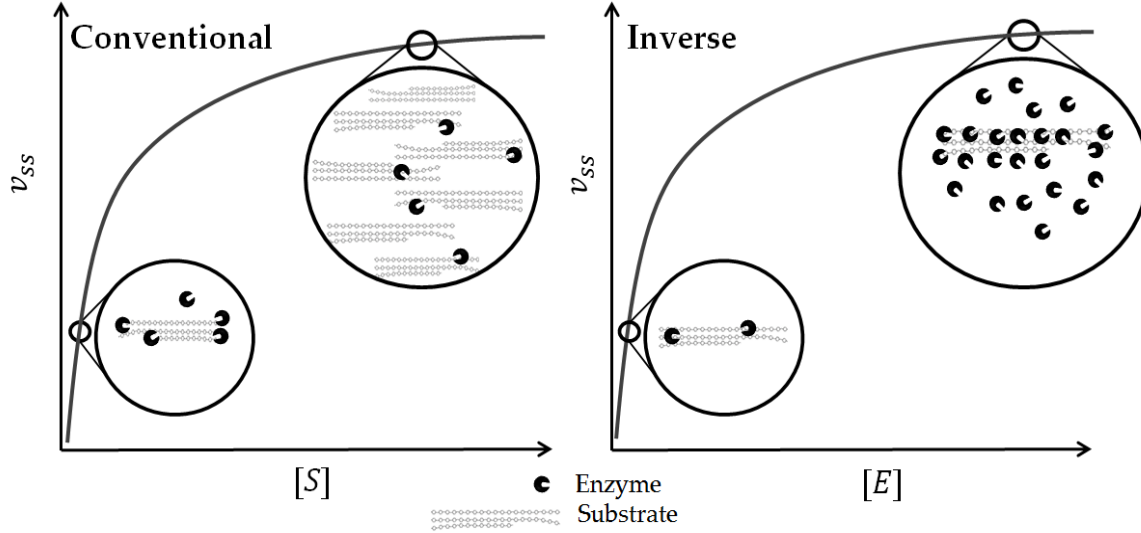 Conventional
v_ss
[S]
Inverse
v_ss
[E]
Enzyme
Substrate